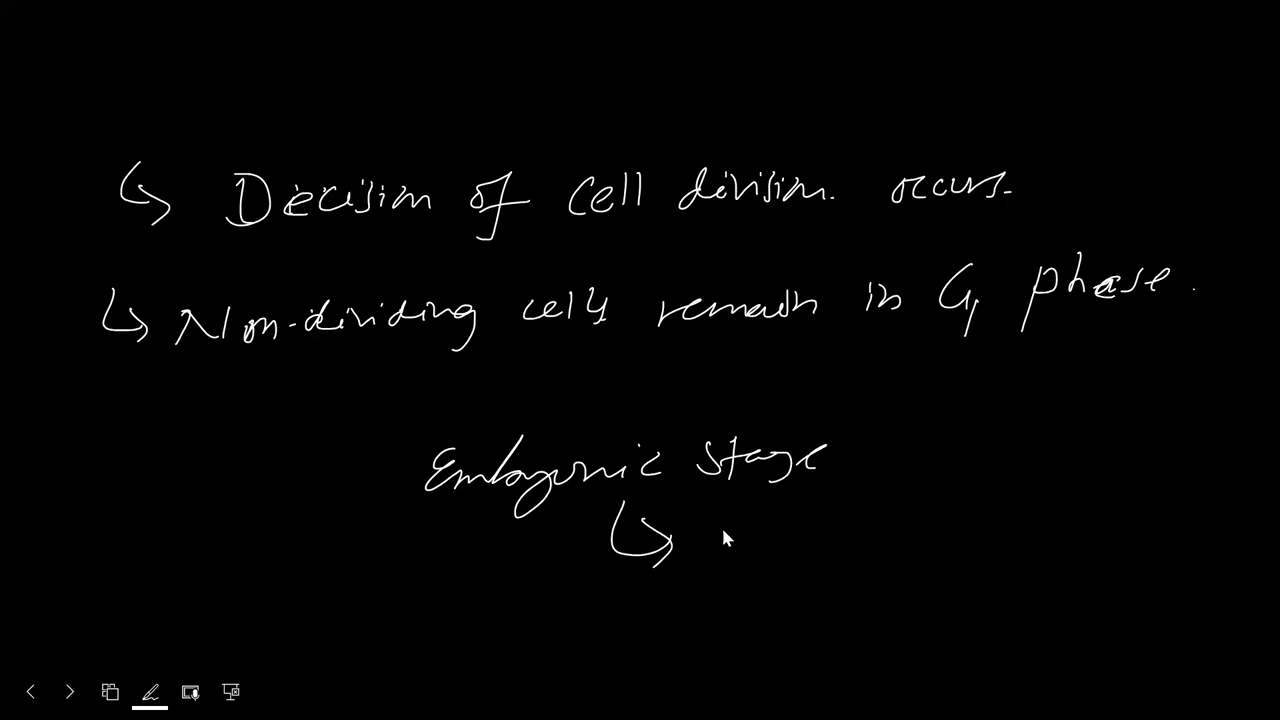 ↳ Decision of cell division. occurs.
↳ Non-dividing cells remain in G₁ phase.
Embryonic stage
↳